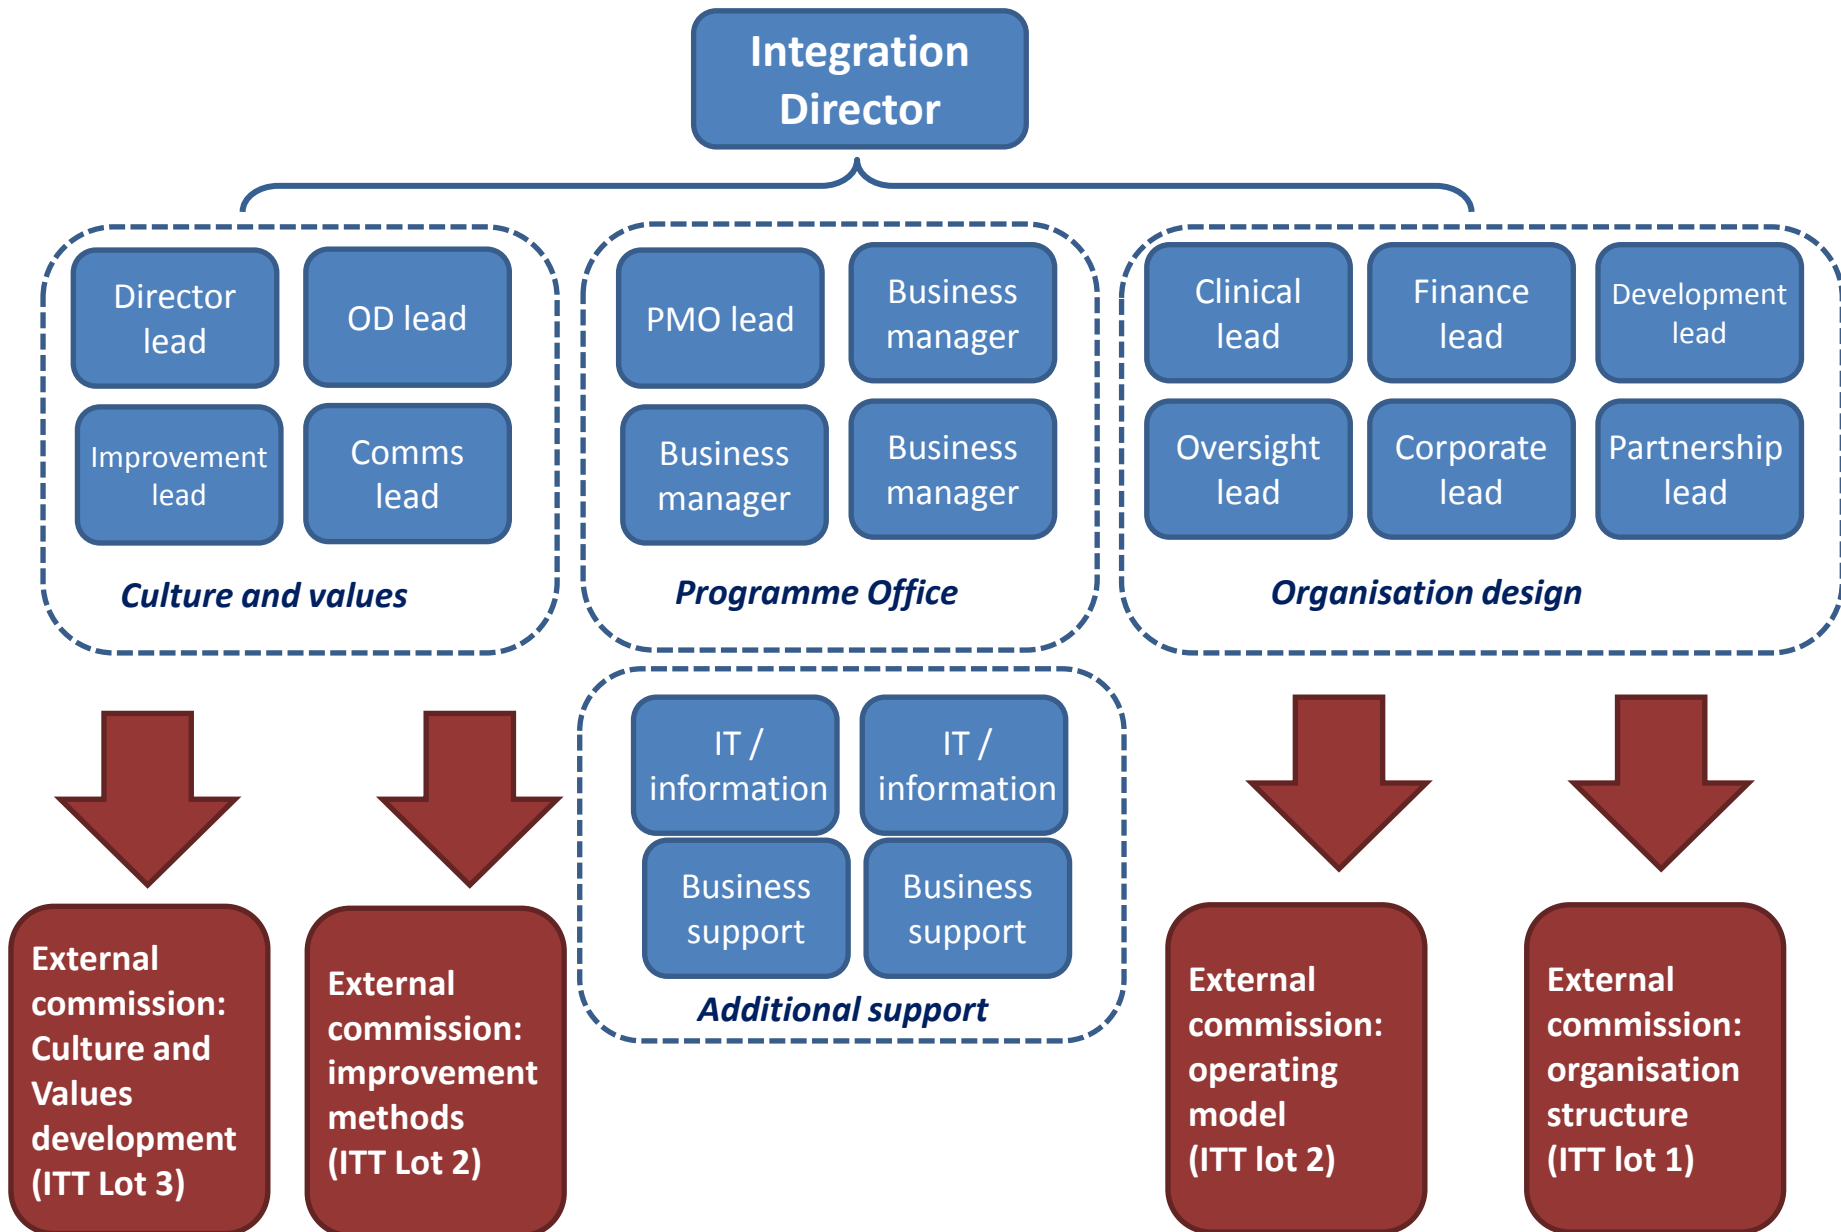 Integration
Director
Director
lead
OD lead
Improvement
lead
Comms
lead
Culture and values
PMO lead
Business
manager
Business
manager
Business
manager
Programme Office
Clinical
lead
Finance
lead
Development
lead
Oversight
lead
Corporate
lead
Partnership
lead
Organisation design
IT /
information
IT /
information
Business
support
Business
support
Additional support
External
commission:
Culture and
Values
development
(ITT Lot 3)
External
commission:
improvement
methods
(ITT Lot 2)
External
commission:
operating
model
(ITT lot 2)
External
commission:
organisation
structure
(ITT lot 1)